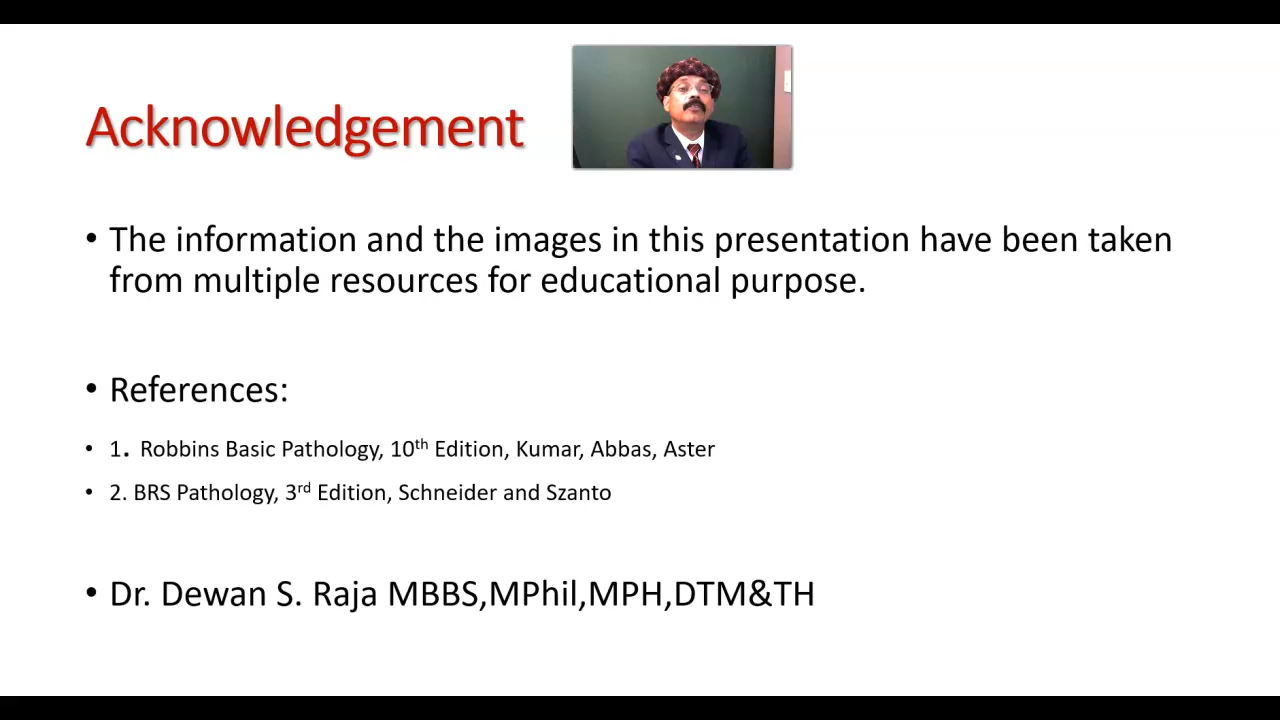 Acknowledgement
• The information and the images in this presentation have been taken
from multiple resources for educational purpose.
• References:
• 1. Robbins Basic Pathology, 10th Edition, Kumar, Abbas, Aster
• 2. BRS Pathology, 3rd Edition, Schneider and Szanto
• Dr. Dewan S. Raja MBBS,MPhil,MPH,DTM&TH